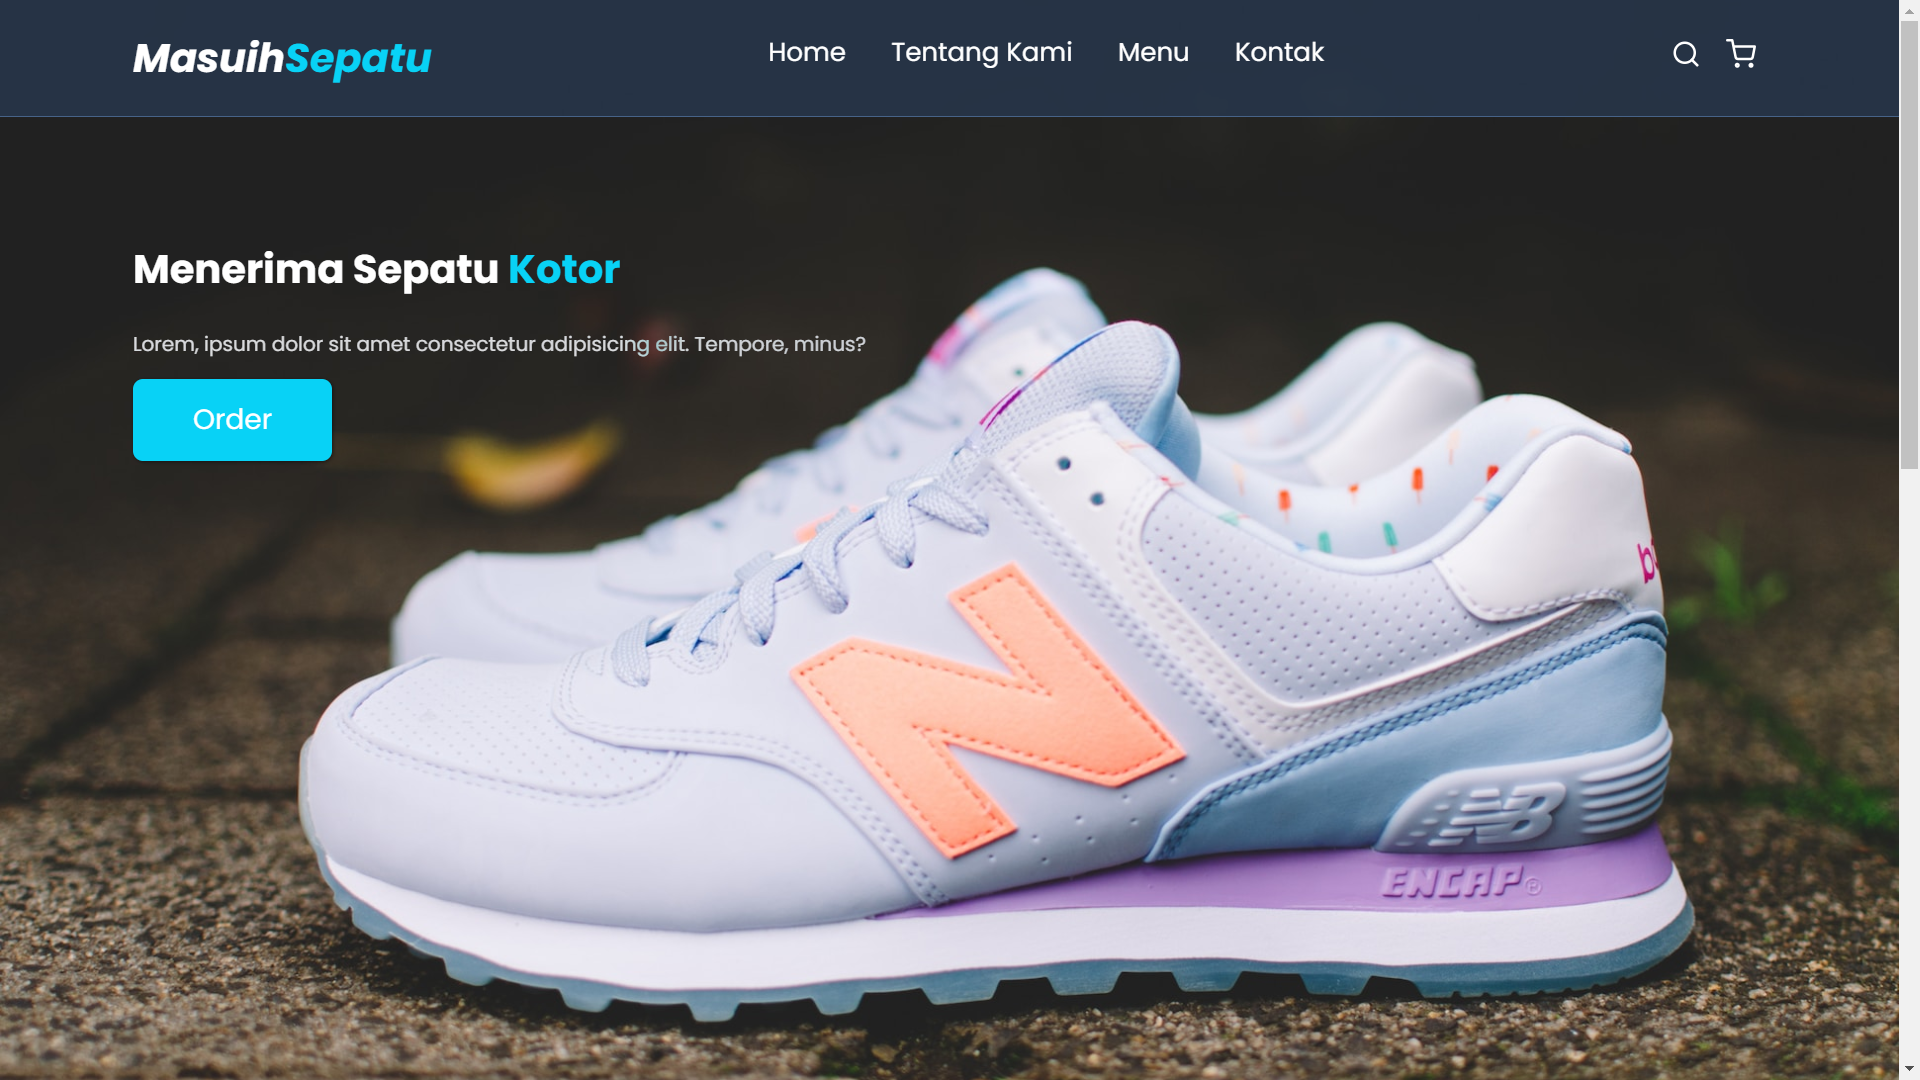 MasuihSepatu
Home Tentang Kami Menu Kontak
Menerima Sepatu Kotor
Lorem, ipsum dolor sit amet consectetur adipisicing elit. Tempore, minus?
Order
N
NB
ENCAP®